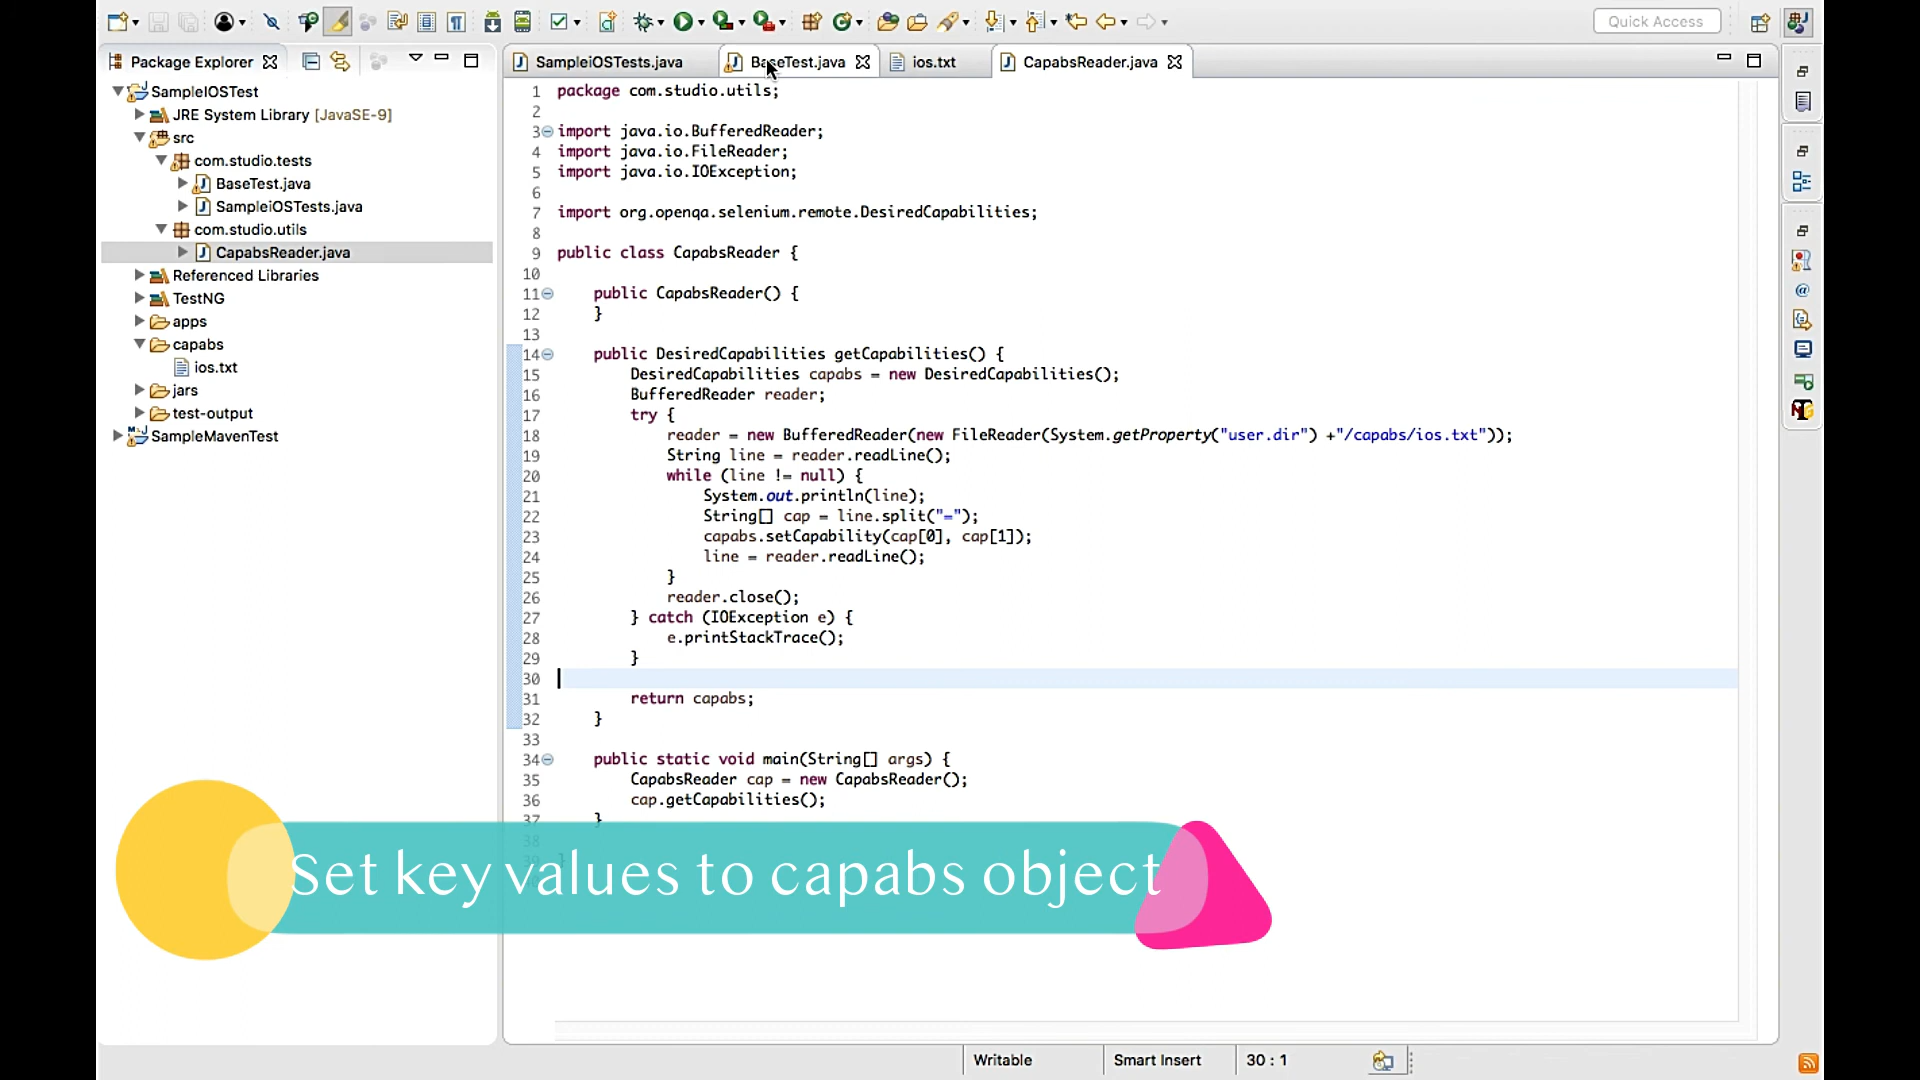 Quick Access
Package Explorer
SampleiOSTests.java
BaseTest.java
ios.txt
CapabsReader.java
SampleIOSTest
JRE System Library [JavaSE-9]
src
com.studio.tests
BaseTest.java
SampleiOSTests.java
com.studio.utils
CapabsReader.java
Referenced Libraries
TestNG
apps
capabs
ios.txt
jars
test-output
SampleMavenTest
1 package com.studio.utils;
2
3 import java.io.BufferedReader;
4 import java.io.FileReader;
5 import java.io.IOException;
6
7 import org.openqa.selenium.remote.DesiredCapabilities;
8
9 public class CapabsReader {
10
11 public CapabsReader() {
12 }
13
14 public DesiredCapabilities getCapabilities() {
15 DesiredCapabilities capabs = new DesiredCapabilities();
16 BufferedReader reader;
17 try {
18 reader = new BufferedReader(new FileReader(System.getProperty("user.dir") +"/capabs/ios.txt"));
19 String line = reader.readLine();
20 while (line != null) {
21 System.out.println(line);
22 String[] cap = line.split("=");
23 capabs.setCapability(cap[0], cap[1]);
24 line = reader.readLine();
25 }
26 reader.close();
27 } catch (IOException e) {
28 e.printStackTrace();
29 }
30
31 return capabs;
32 }
33
34 public static void main(String[] args) {
35 CapabsReader cap = new CapabsReader();
36 cap.getCapabilities();
37 }
38
39 }
Set key values to capabs object
Writable
Smart Insert
30 : 1